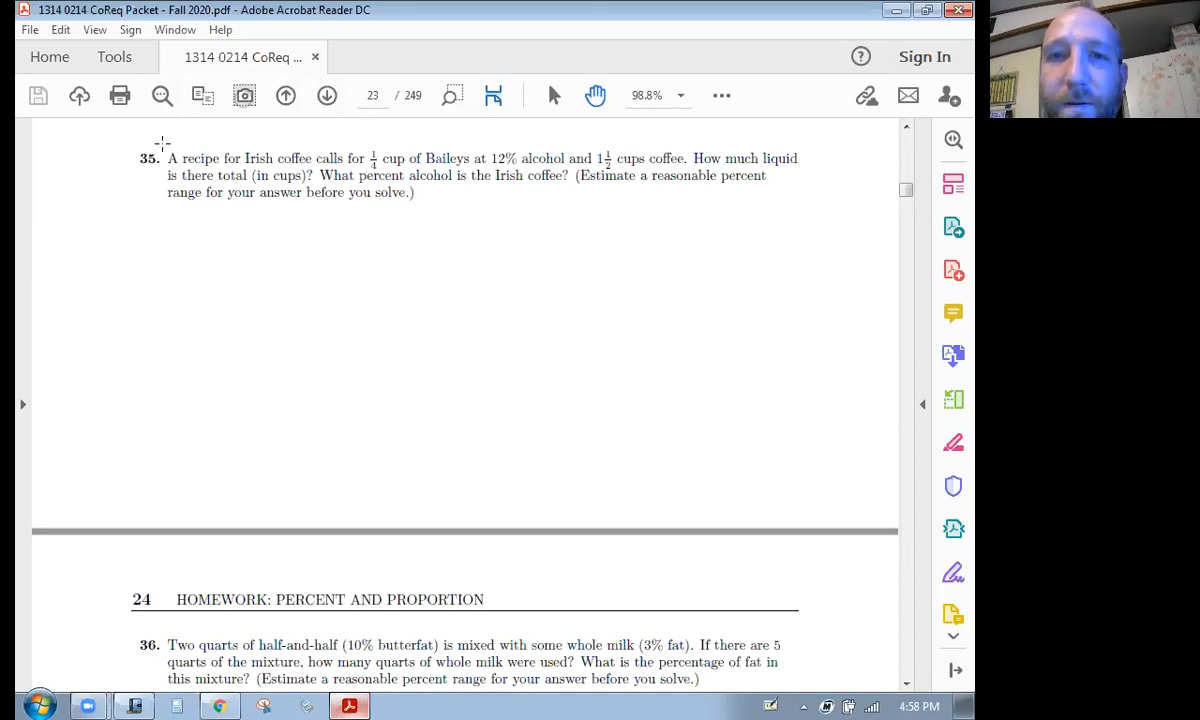 1314 0214 CoReq Packet - Fall 2020.pdf - Adobe Acrobat Reader DC
File Edit View Sign Window Help
Home Tools 1314 0214 CoReq ... × Sign In
23 / 249 98.8%
35. A recipe for Irish coffee calls for 1/4 cup of Baileys at 12% alcohol and 1 1/2 cups coffee. How much liquid
is there total (in cups)? What percent alcohol is the Irish coffee? (Estimate a reasonable percent
range for your answer before you solve.)
24 HOMEWORK: PERCENT AND PROPORTION
36. Two quarts of half-and-half (10% butterfat) is mixed with some whole milk (3% fat). If there are 5
quarts of the mixture, how many quarts of whole milk were used? What is the percentage of fat in
this mixture? (Estimate a reasonable percent range for your answer before you solve.)
4:58 PM